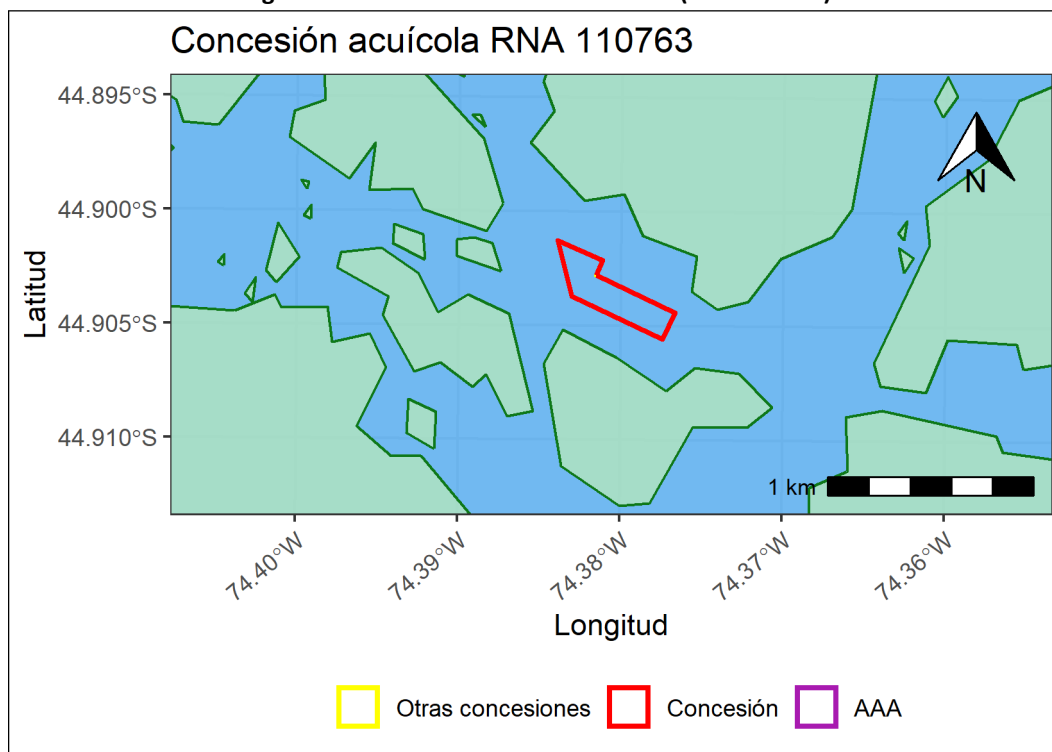 Concesión acuícola RNA 110763
44.895°S
44.900°S
44.905°S
44.910°S
Latitud
N
1 km
74.40°W
74.39°W
74.38°W
74.37°W
74.36°W
Longitud
Otras concesiones
Concesión
AAA